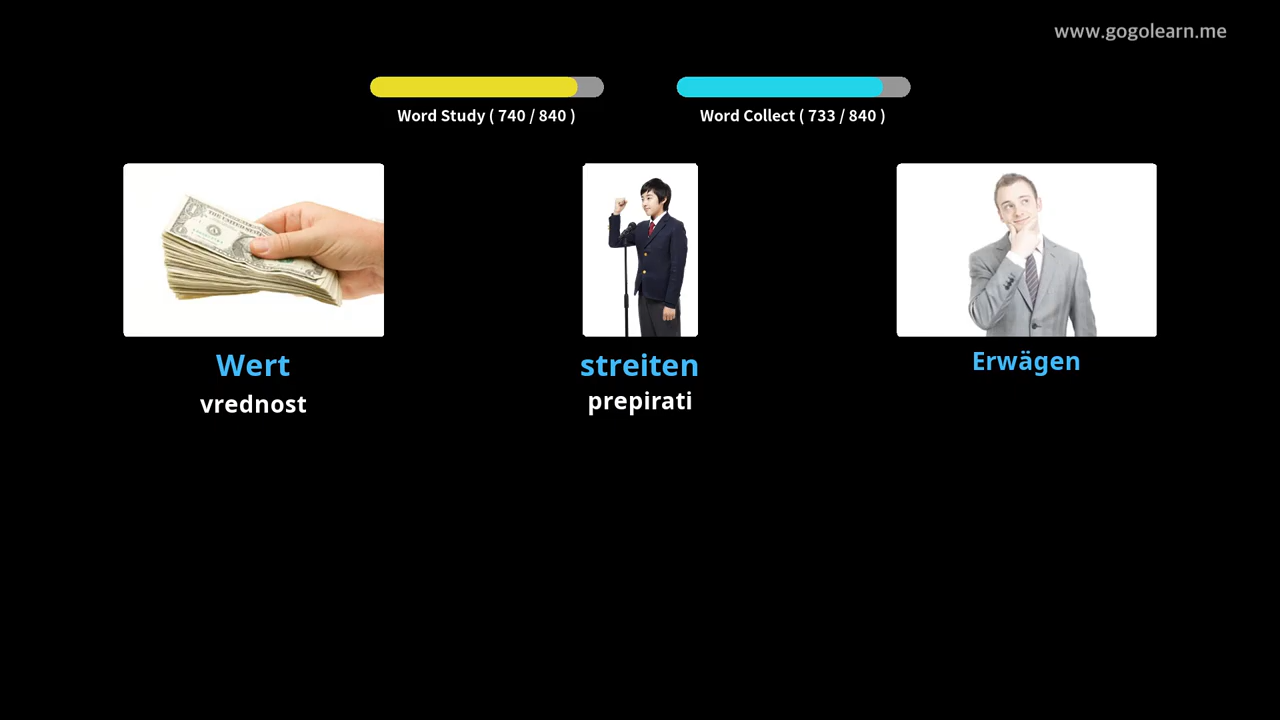 www.gogolearn.me
Word Study ( 740 / 840 )
Word Collect ( 733 / 840 )
Wert
streiten
Erwägen
vrednost
prepirati